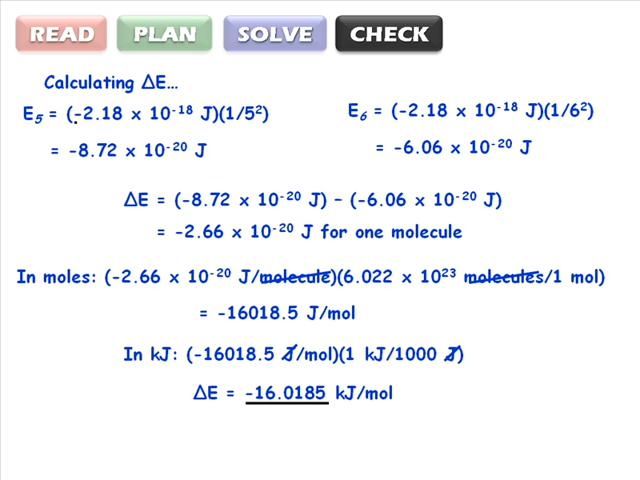 READ PLAN SOLVE CHECK
Calculating ΔE...
E₅ = (-2.18 x 10⁻¹⁸ J)(1/5²)
= -8.72 x 10⁻²⁰ J
E₆ = (-2.18 x 10⁻¹⁸ J)(1/6²)
= -6.06 x 10⁻²⁰ J
ΔE = (-8.72 x 10⁻²⁰ J) – (-6.06 x 10⁻²⁰ J)
= -2.66 x 10⁻²⁰ J for one molecule
In moles: (-2.66 x 10⁻²⁰ J/molecule)(6.022 x 10²³ molecules/1 mol)
= -16018.5 J/mol
In kJ: (-16018.5 J/mol)(1 kJ/1000 J)
ΔE = -16.0185 kJ/mol